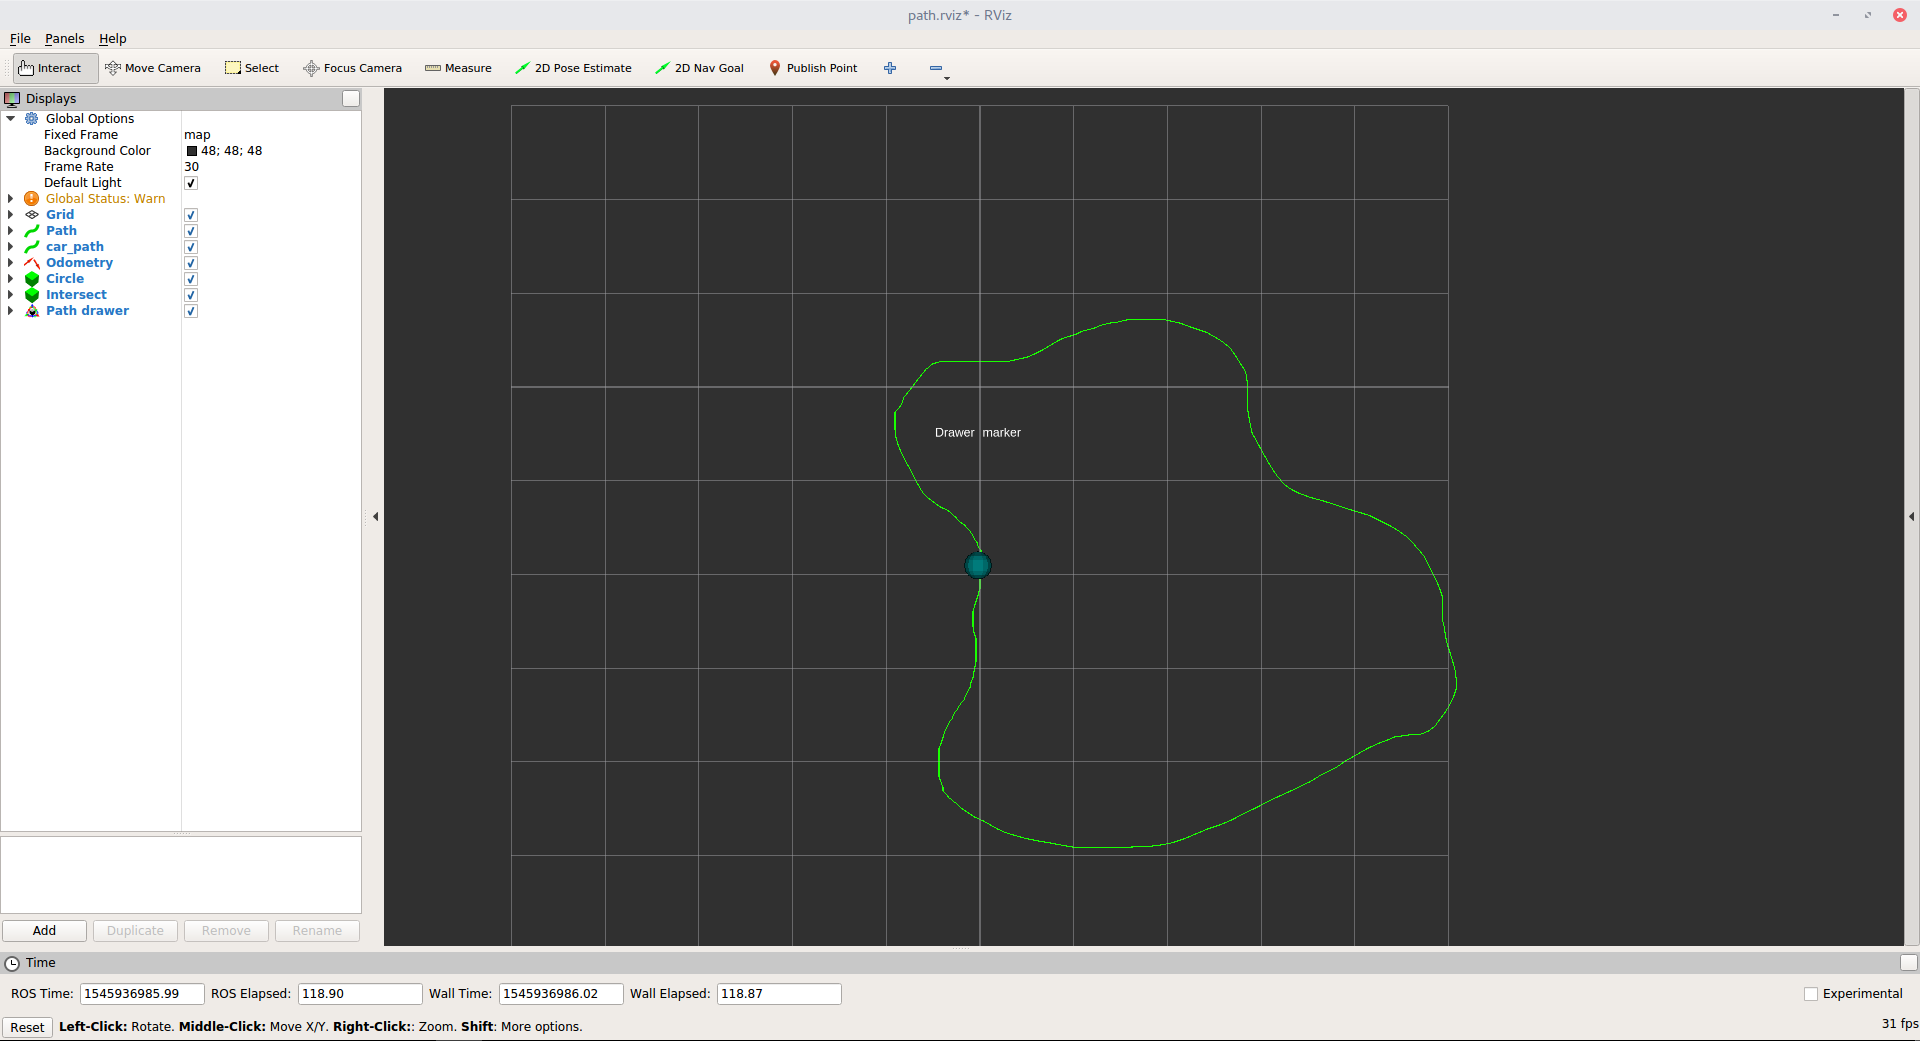 path.rviz* - RViz
File Panels Help
Interact Move Camera Select Focus Camera Measure 2D Pose Estimate 2D Nav Goal Publish Point
Displays
Global Options
Fixed Frame map
Background Color 48; 48; 48
Frame Rate 30
Default Light
Global Status: Warn
Grid
Path
car_path
Odometry
Circle
Intersect
Path drawer
Drawer marker
Add Duplicate Remove Rename
Time
ROS Time: 1545936985.99 ROS Elapsed: 118.90 Wall Time: 1545936986.02 Wall Elapsed: 118.87 Experimental
Reset Left-Click: Rotate. Middle-Click: Move X/Y. Right-Click:: Zoom. Shift: More options. 31 fps